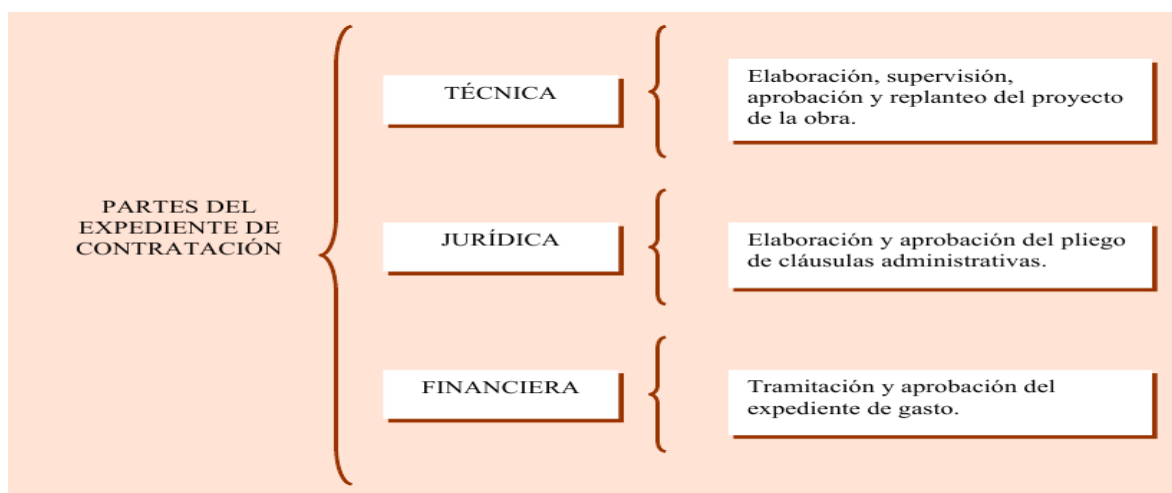 PARTES DEL
EXPEDIENTE DE
CONTRATACIÓN
TÉCNICA
Elaboración, supervisión,
aprobación y replanteo del proyecto
de la obra.
JURÍDICA
Elaboración y aprobación del pliego
de cláusulas administrativas.
FINANCIERA
Tramitación y aprobación del
expediente de gasto.